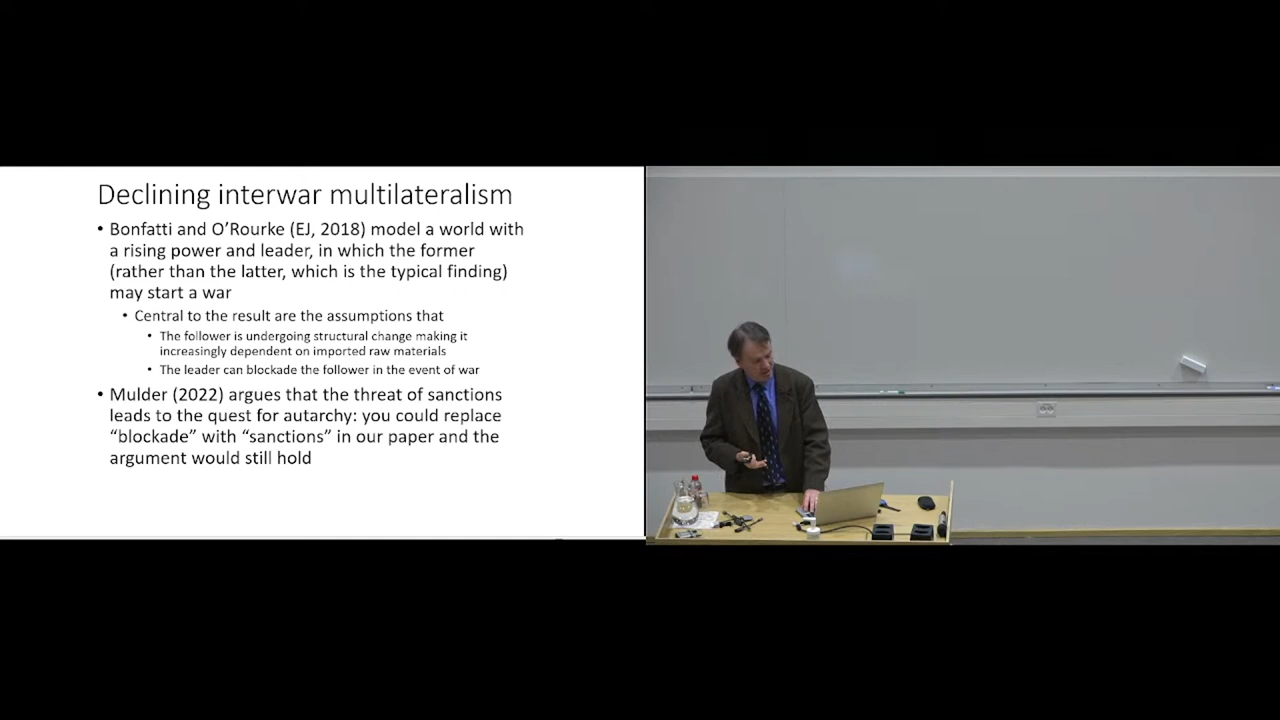 Declining interwar multilateralism
• Bonfatti and O’Rourke (EJ, 2018) model a world with
a rising power and leader, in which the former
(rather than the latter, which is the typical finding)
may start a war
• Central to the result are the assumptions that
• The follower is undergoing structural change making it
increasingly dependent on imported raw materials
• The leader can blockade the follower in the event of war
• Mulder (2022) argues that the threat of sanctions
leads to the quest for autarchy: you could replace
“blockade” with “sanctions” in our paper and the
argument would still hold